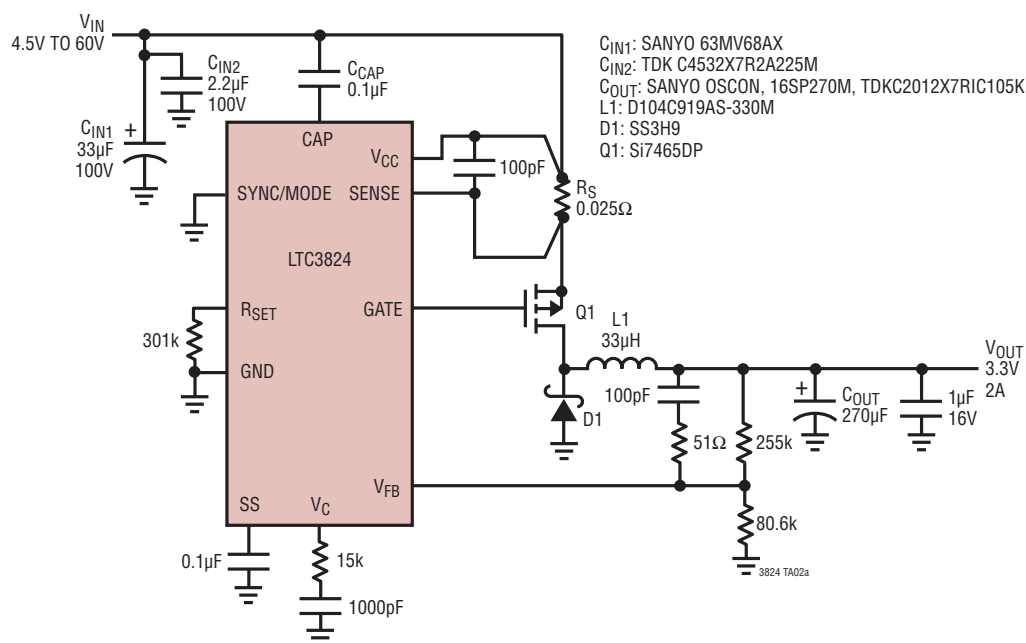 VIN
4.5V TO 60V
CIN2
2.2µF
100V
CIN1
33µF
100V
+
CCAP
0.1µF
CIN1: SANYO 63MV68AX
CIN2: TDK C4532X7R2A225M
COUT: SANYO OSCON, 16SP270M, TDKC2012X7RIC105K
L1: D104C919AS-330M
D1: SS3H9
Q1: Si7465DP
CAP
VCC
SYNC/MODE
SENSE
100pF
RS
0.025Ω
LTC3824
RSET
GATE
301k
GND
Q1
L1
33µH
VOUT
3.3V
2A
100pF
D1
+
COUT
270µF
1µF
16V
51Ω
255k
VFB
80.6k
SS
VC
0.1µF
15k
1000pF
3824 TA02a